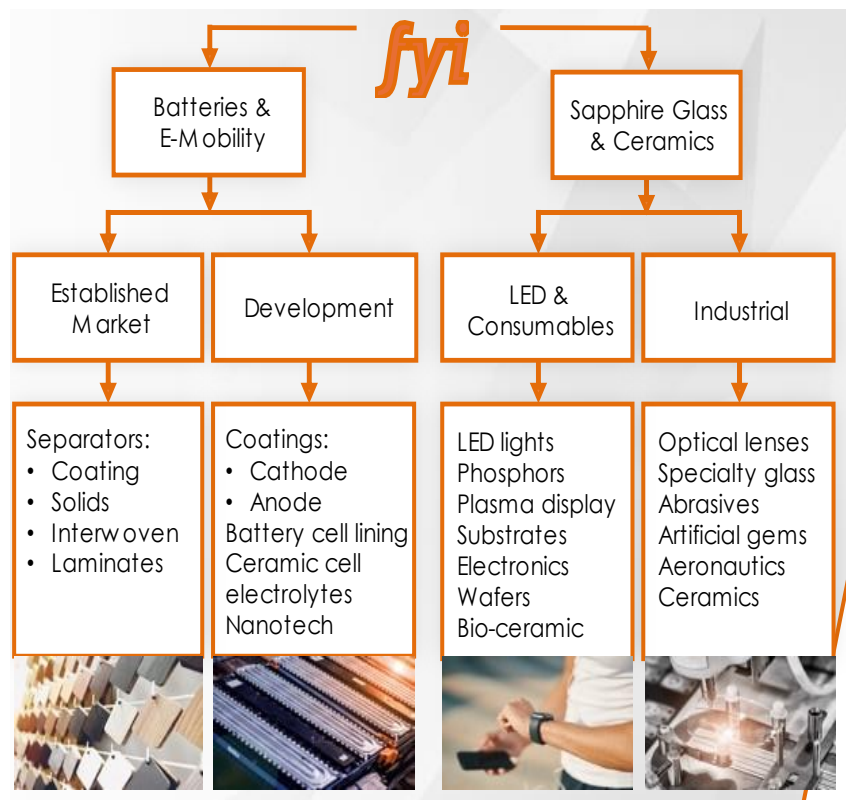 fyi
Batteries &
E-Mobility
Sapphire Glass
& Ceramics
Established
Market
Development
LED &
Consumables
Industrial
Separators:
• Coating
• Solids
• Interwoven
• Laminates
Coatings:
• Cathode
• Anode
Battery cell lining
Ceramic cell
electrolytes
Nanotech
LED lights
Phosphors
Plasma display
Substrates
Electronics
Wafers
Bio-ceramic
Optical lenses
Specialty glass
Abrasives
Artificial gems
Aeronautics
Ceramics